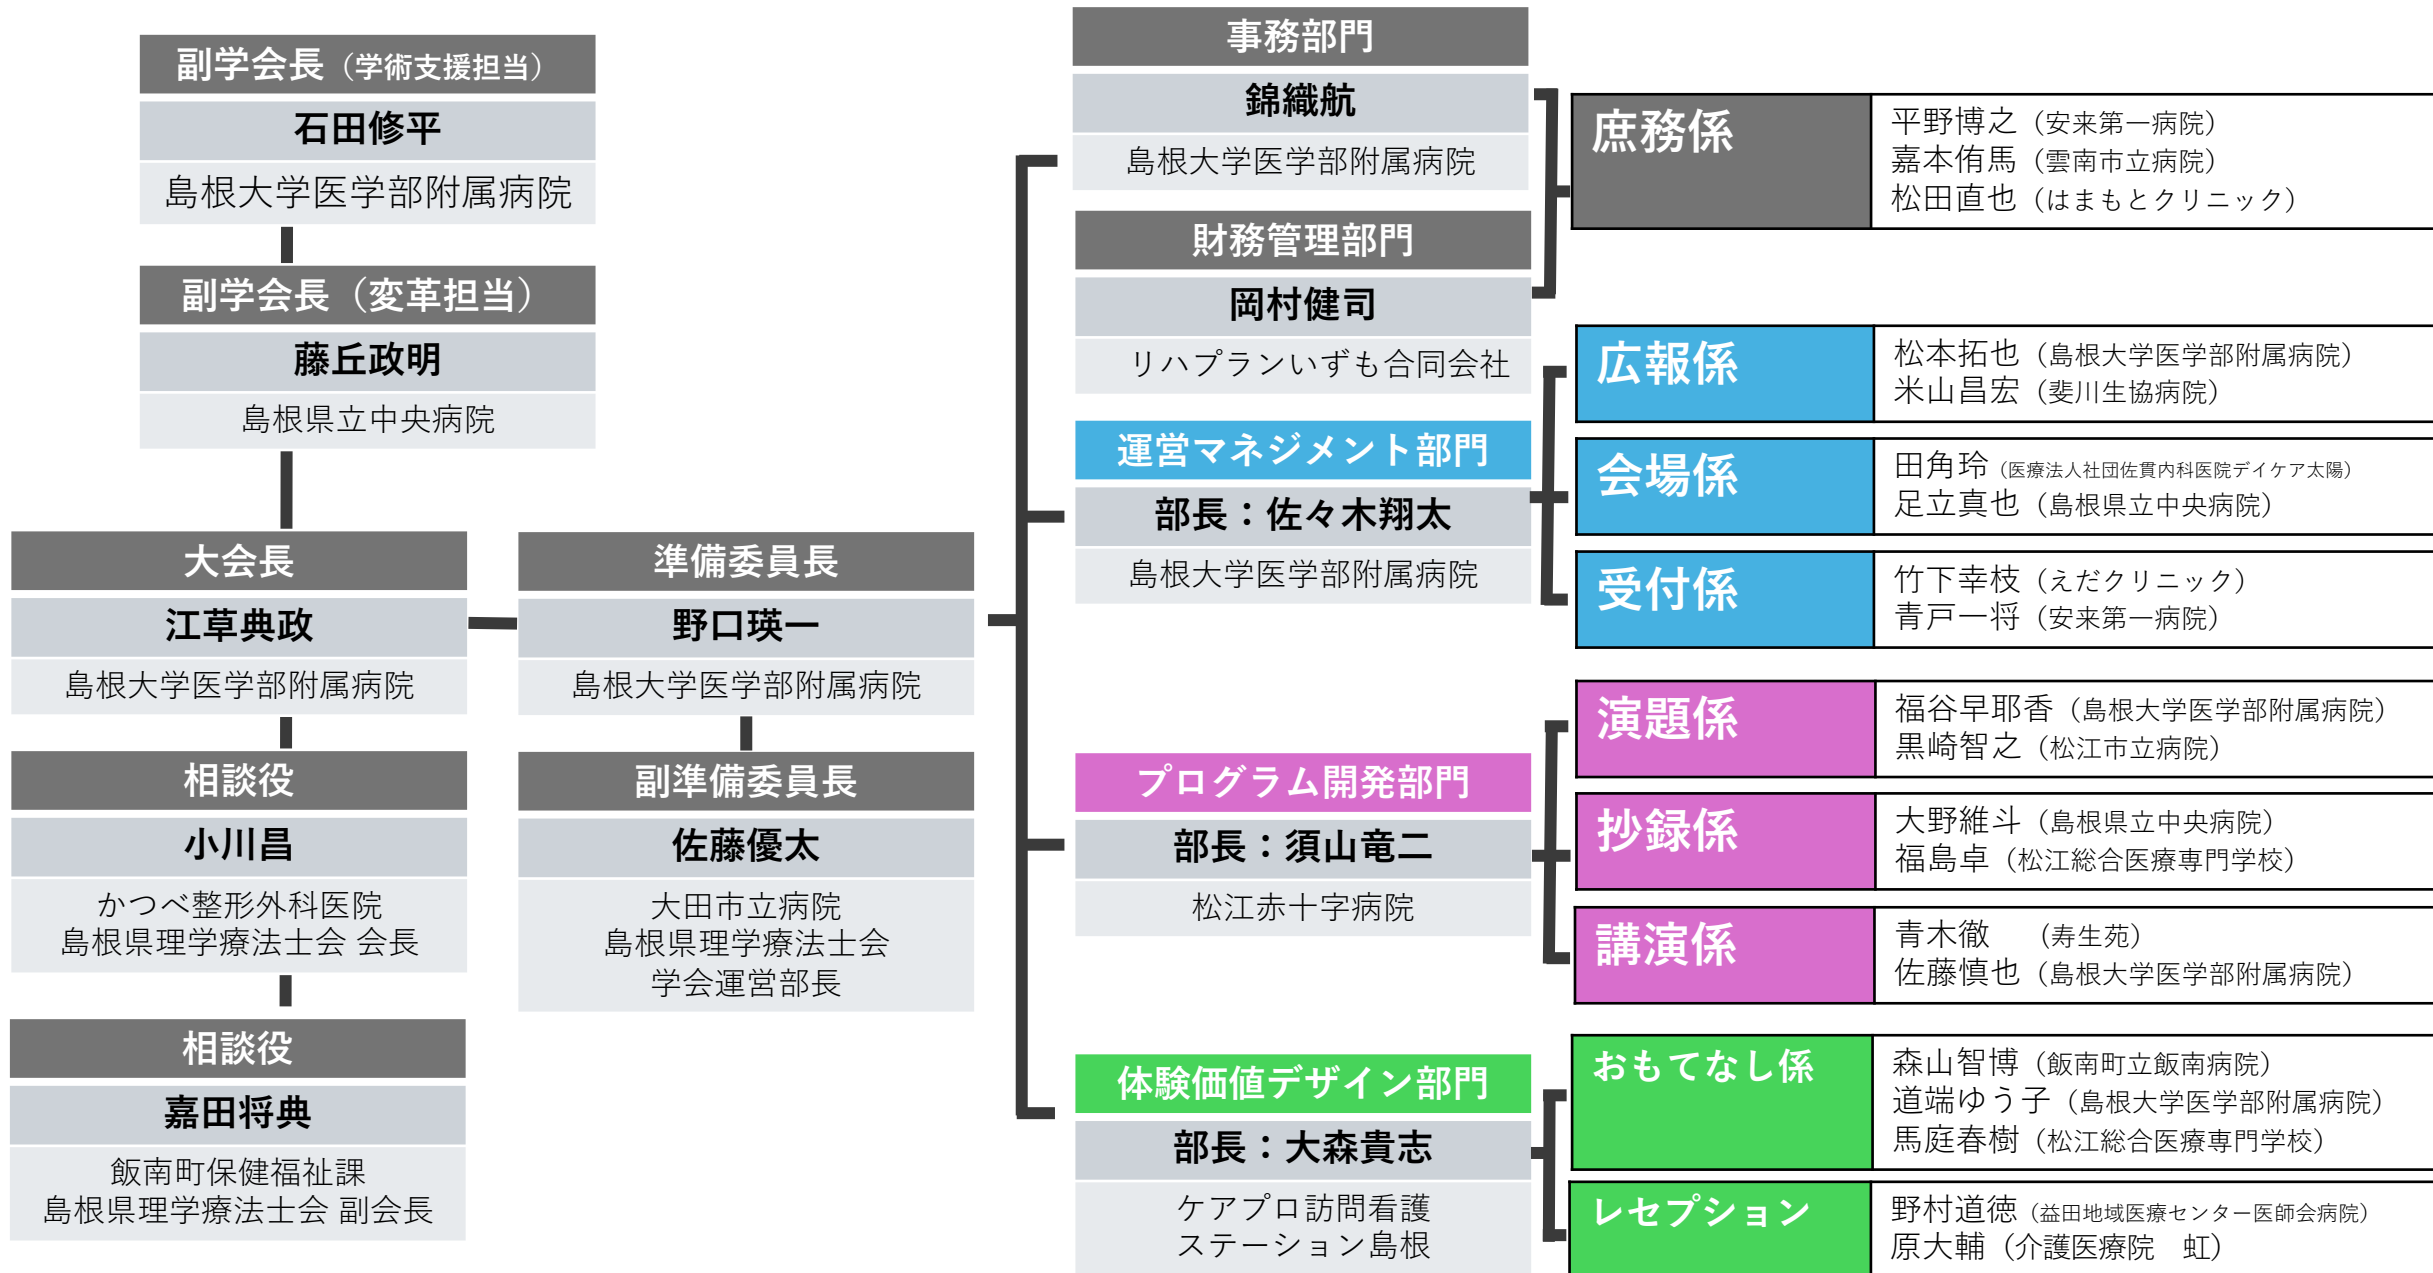 副学会長（学術支援担当）
石田修平
島根大学医学部附属病院
副学会長（変革担当）
藤丘政明
島根県立中央病院
大会長
江草典政
島根大学医学部附属病院
相談役
小川昌
かつべ整形外科医院
島根県理学療法士会 会長
相談役
嘉田将典
飯南町保健福祉課
島根県理学療法士会 副会長
準備委員長
野口瑛一
島根大学医学部附属病院
副準備委員長
佐藤優太
大田市立病院
島根県理学療法士会
学会運営部長
事務部門
錦織航
島根大学医学部附属病院
財務管理部門
岡村健司
リハプランいずも合同会社
運営マネジメント部門
部長：佐々木翔太
島根大学医学部附属病院
プログラム開発部門
部長：須山竜二
松江赤十字病院
体験価値デザイン部門
部長：大森貴志
ケアプロ訪問看護
ステーション島根
庶務係
平野博之（安来第一病院）
嘉本侑馬（雲南市立病院）
松田直也（はまもとクリニック）
広報係
松本拓也（島根大学医学部附属病院）
米山昌宏（斐川生協病院）
会場係
田角玲（医療法人社団佐貫内科医院デイケア太陽）
足立真也（島根県立中央病院）
受付係
竹下幸枝（えだクリニック）
青戸一将（安来第一病院）
演題係
福谷早耶香（島根大学医学部附属病院）
黒崎智之（松江市立病院）
抄録係
大野維斗（島根県立中央病院）
福島卓（松江総合医療専門学校）
講演係
青木徹　（寿生苑）
佐藤慎也（島根大学医学部附属病院）
おもてなし係
森山智博（飯南町立飯南病院）
道端ゆう子（島根大学医学部附属病院）
馬庭春樹（松江総合医療専門学校）
レセプション
野村道徳（益田地域医療センター医師会病院）
原大輔（介護医療院　虹）